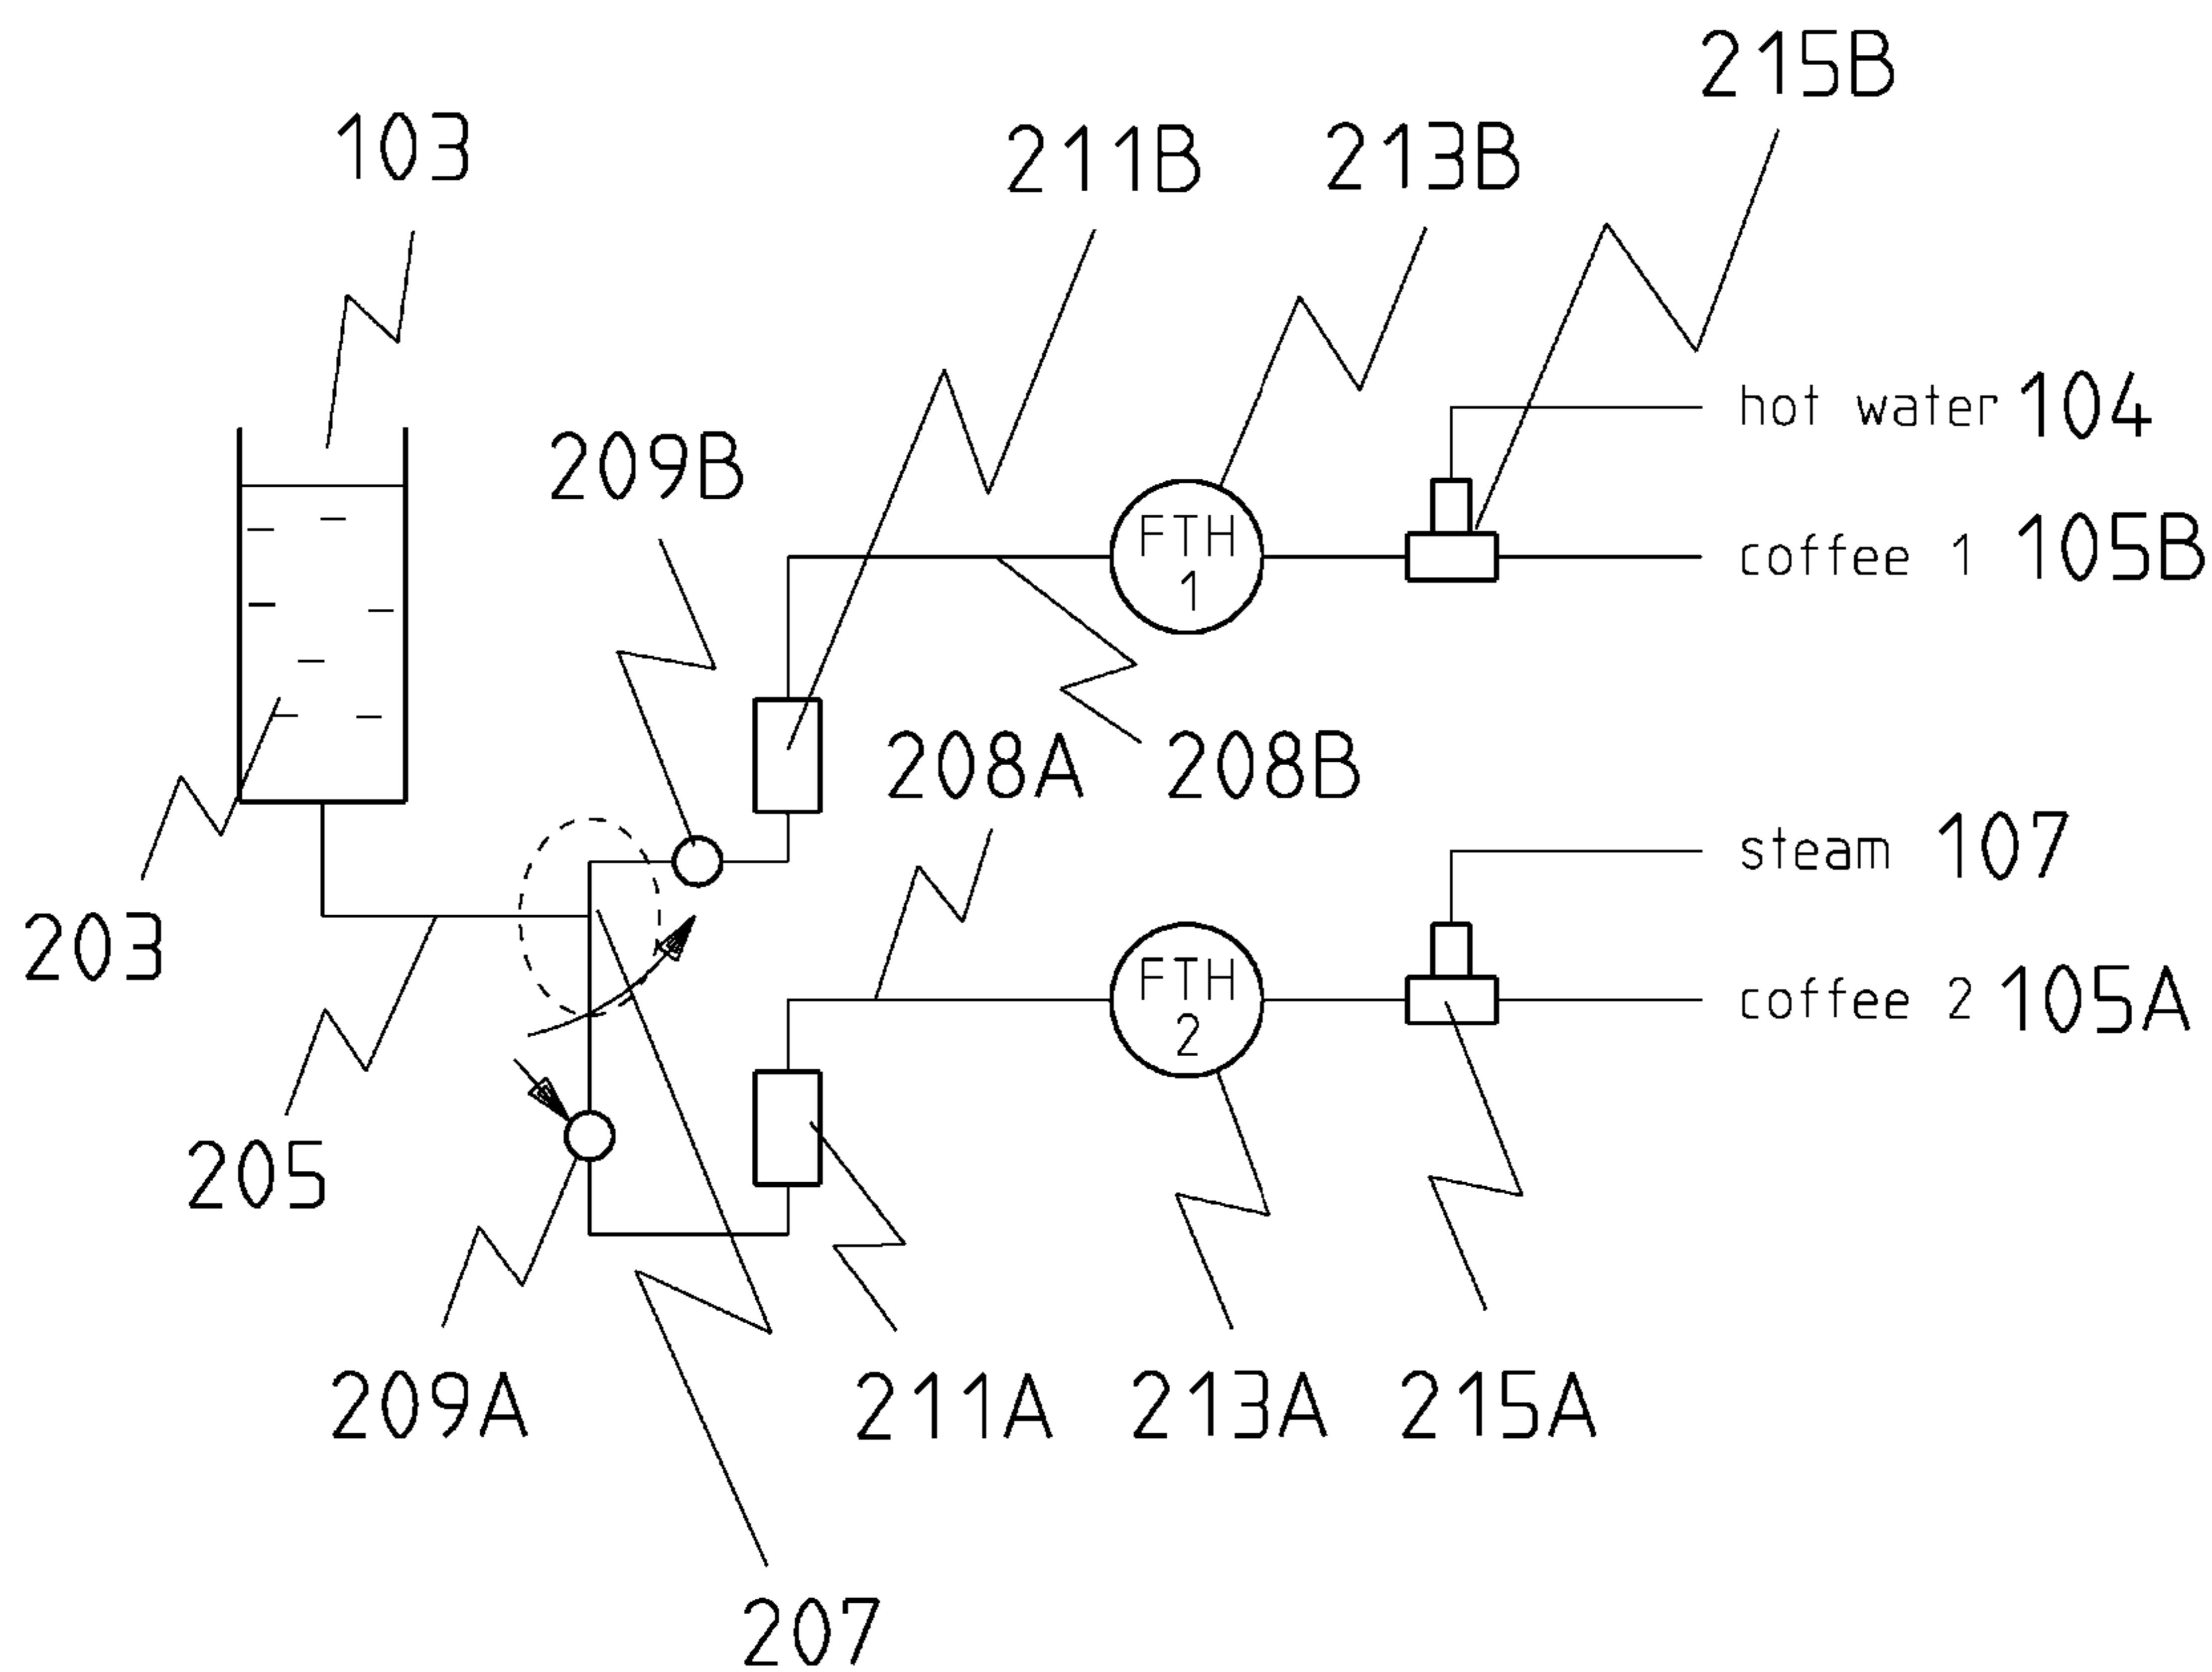 215B
103
211B
213B
hot water 104
209B
FTH
1
coffee 1 105B
208A
208B
steam 107
203
FTH
2
coffee 2 105A
205
209A
211A
213A
215A
207